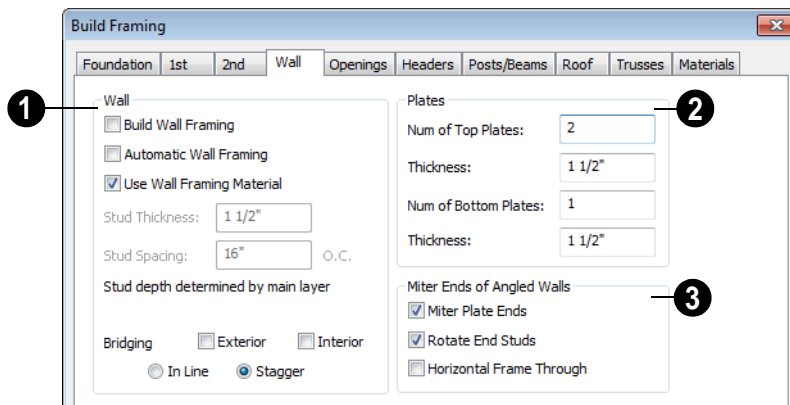 Build Framing
Foundation 1st 2nd Wall Openings Headers Posts/Beams Roof Trusses Materials
1
Wall
Build Wall Framing
Automatic Wall Framing
Use Wall Framing Material
Stud Thickness: 1 1/2"
Stud Spacing: 16" O.C.
Stud depth determined by main layer
Bridging Exterior Interior
In Line Stagger
Plates
2
Num of Top Plates: 2
Thickness: 1 1/2"
Num of Bottom Plates: 1
Thickness: 1 1/2"
Miter Ends of Angled Walls
3
Miter Plate Ends
Rotate End Studs
Horizontal Frame Through